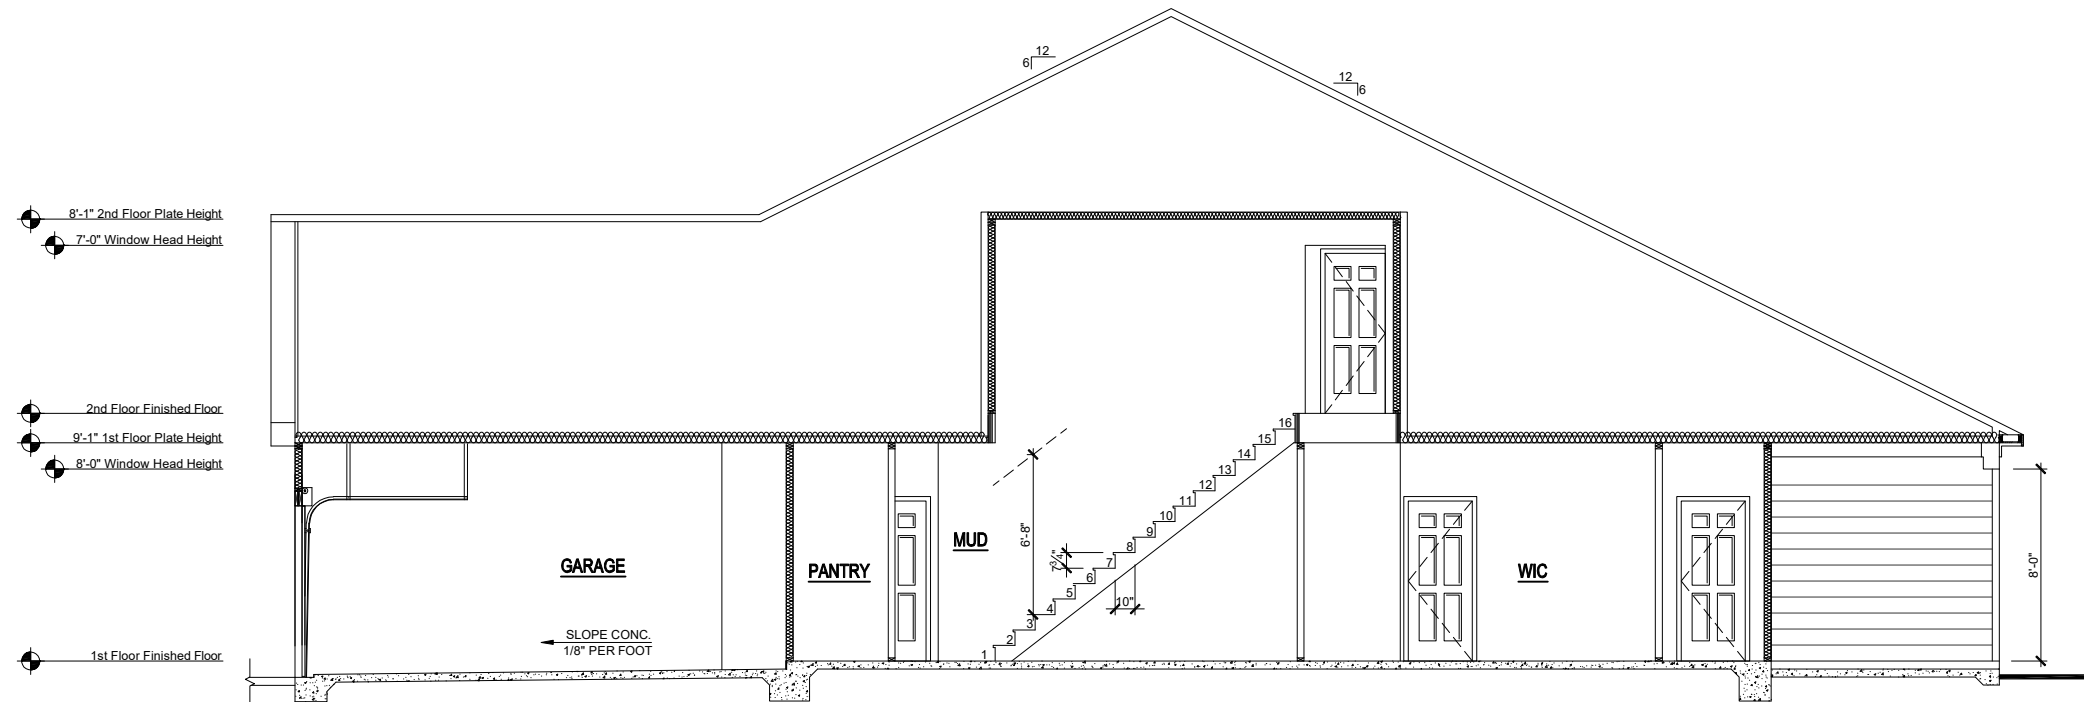 12
6
12
6
8'-1" 2nd Floor Plate Height
7'-0" Window Head Height
2nd Floor Finished Floor
9'-1" 1st Floor Plate Height
8'-0" Window Head Height
1st Floor Finished Floor
GARAGE
SLOPE CONC.
1/8" PER FOOT
PANTRY
MUD
6'-8"
7 3/4"
10"
1
2
3
4
5
6
7
8
9
10
11
12
13
14
15
16
WIC
8'-0"